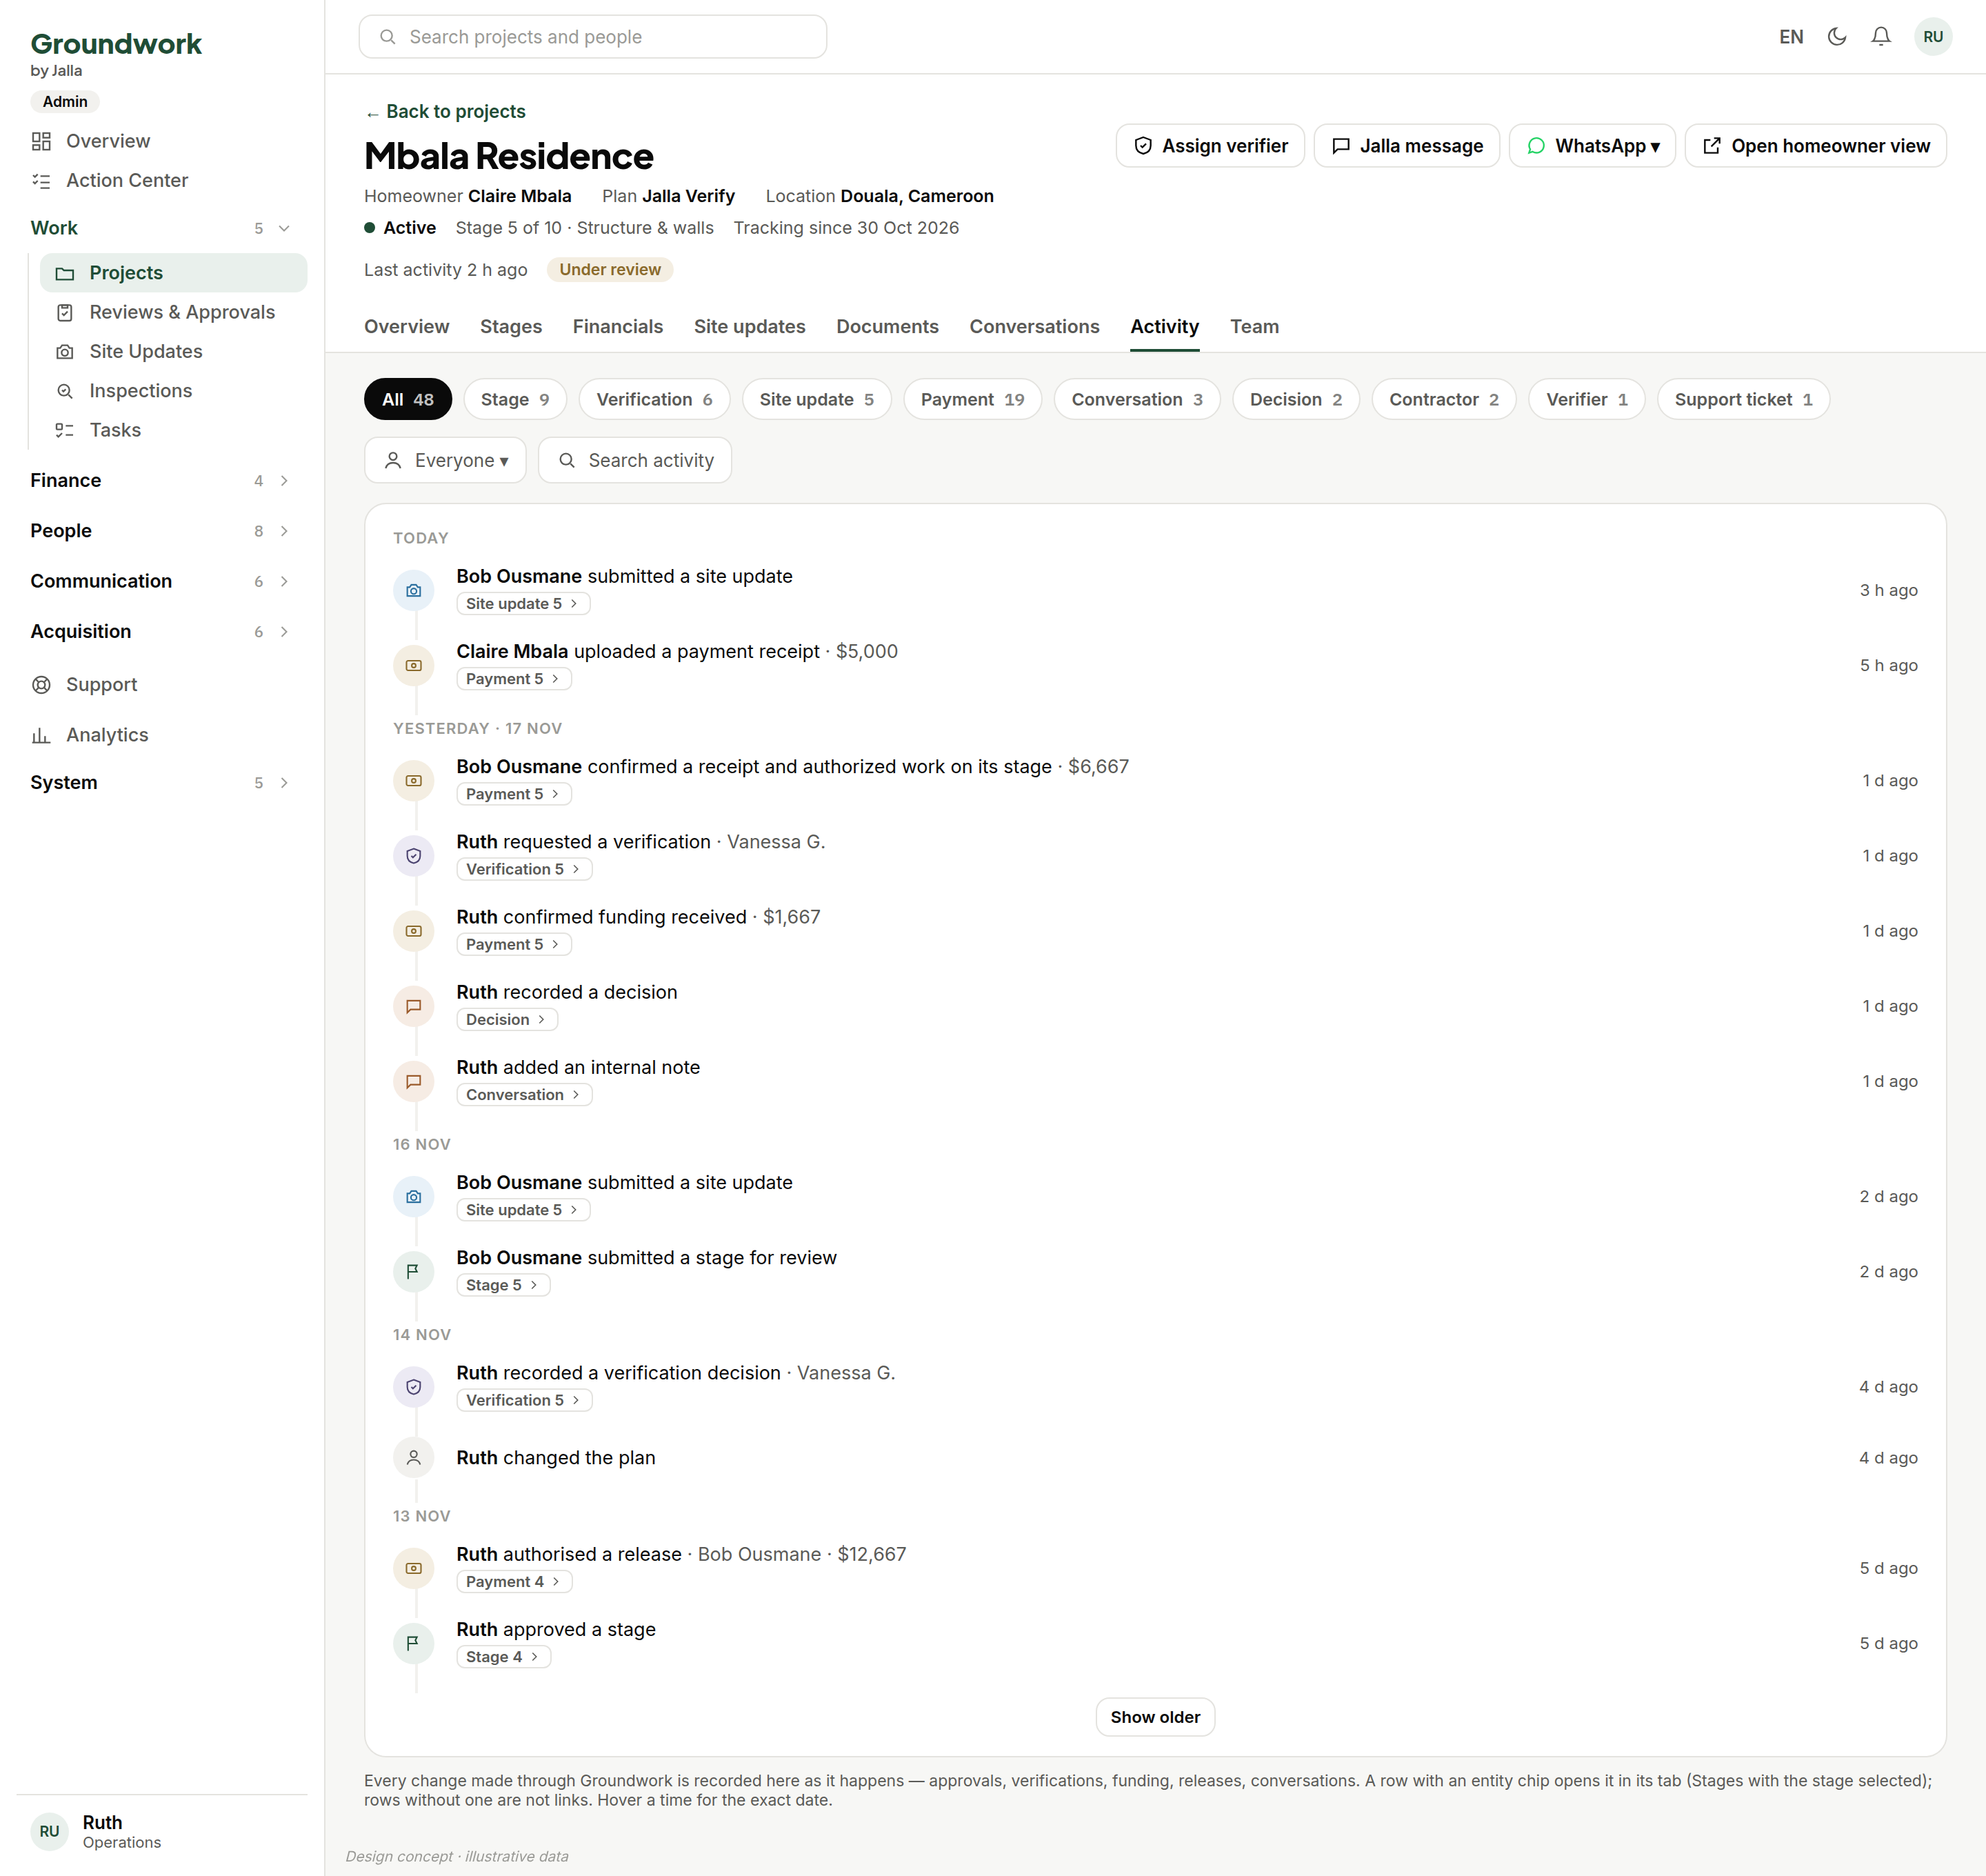 Groundwork
by Jalla
Admin
Overview
Action Center
Work 5
Projects
Reviews & Approvals
Site Updates
Inspections
Tasks
Finance 4
People 8
Communication 6
Acquisition 6
Support
Analytics
System 5
RU
Ruth
Operations
Search projects and people
EN
RU
← Back to projects
Mbala Residence
Assign verifier
Jalla message
WhatsApp ▾
Open homeowner view
Homeowner Claire Mbala Plan Jalla Verify Location Douala, Cameroon
Active Stage 5 of 10 · Structure & walls Tracking since 30 Oct 2026
Last activity 2 h ago Under review
Overview Stages Financials Site updates Documents Conversations Activity Team
All 48 Stage 9 Verification 6 Site update 5 Payment 19 Conversation 3 Decision 2 Contractor 2 Verifier 1 Support ticket 1
Everyone ▾ Search activity
TODAY
Bob Ousmane submitted a site update
Site update 5
3 h ago
Claire Mbala uploaded a payment receipt · $5,000
Payment 5
5 h ago
YESTERDAY · 17 NOV
Bob Ousmane confirmed a receipt and authorized work on its stage · $6,667
Payment 5
1 d ago
Ruth requested a verification · Vanessa G.
Verification 5
1 d ago
Ruth confirmed funding received · $1,667
Payment 5
1 d ago
Ruth recorded a decision
Decision
1 d ago
Ruth added an internal note
Conversation
1 d ago
16 NOV
Bob Ousmane submitted a site update
Site update 5
2 d ago
Bob Ousmane submitted a stage for review
Stage 5
2 d ago
14 NOV
Ruth recorded a verification decision · Vanessa G.
Verification 5
4 d ago
Ruth changed the plan
4 d ago
13 NOV
Ruth authorised a release · Bob Ousmane · $12,667
Payment 4
5 d ago
Ruth approved a stage
Stage 4
5 d ago
Show older
Every change made through Groundwork is recorded here as it happens — approvals, verifications, funding, releases, conversations. A row with an entity chip opens it in its tab (Stages with the stage selected);
rows without one are not links. Hover a time for the exact date.
Design concept · illustrative data